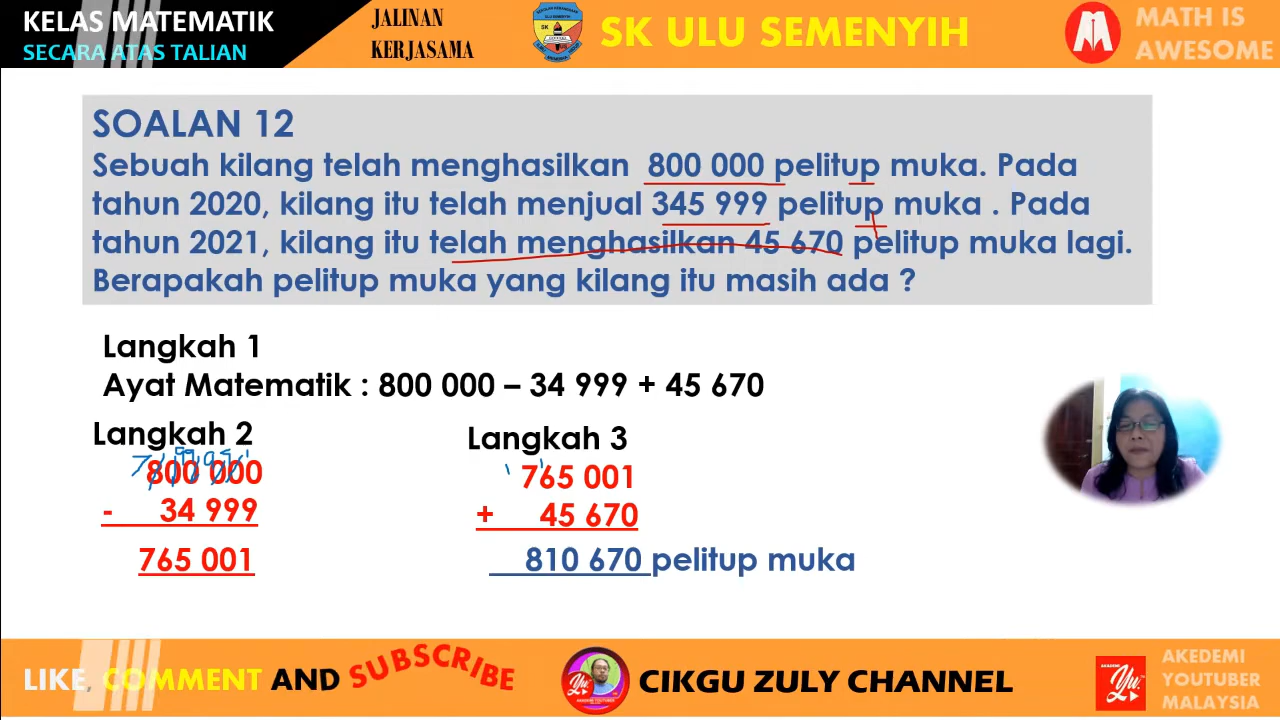 KELAS MATEMATIK
SECARA ATAS TALIAN
JALINAN
KERJASAMA
SK ULU SEMENYIH
MATH IS
AWESOME
SOALAN 12
Sebuah kilang telah menghasilkan 800 000 pelitup muka. Pada
tahun 2020, kilang itu telah menjual 345 999 pelitup muka . Pada
tahun 2021, kilang itu telah menghasilkan 45 670 pelitup muka lagi.
Berapakah pelitup muka yang kilang itu masih ada ?
Langkah 1
Ayat Matematik : 800 000 – 34 999 + 45 670
Langkah 2
800 000
- 34 999
765 001
Langkah 3
765 001
+ 45 670
810 670 pelitup muka
LIKE, COMMENT AND SUBSCRIBE
CIKGU ZULY CHANNEL
AKEDEMI
YOUTUBER
MALAYSIA